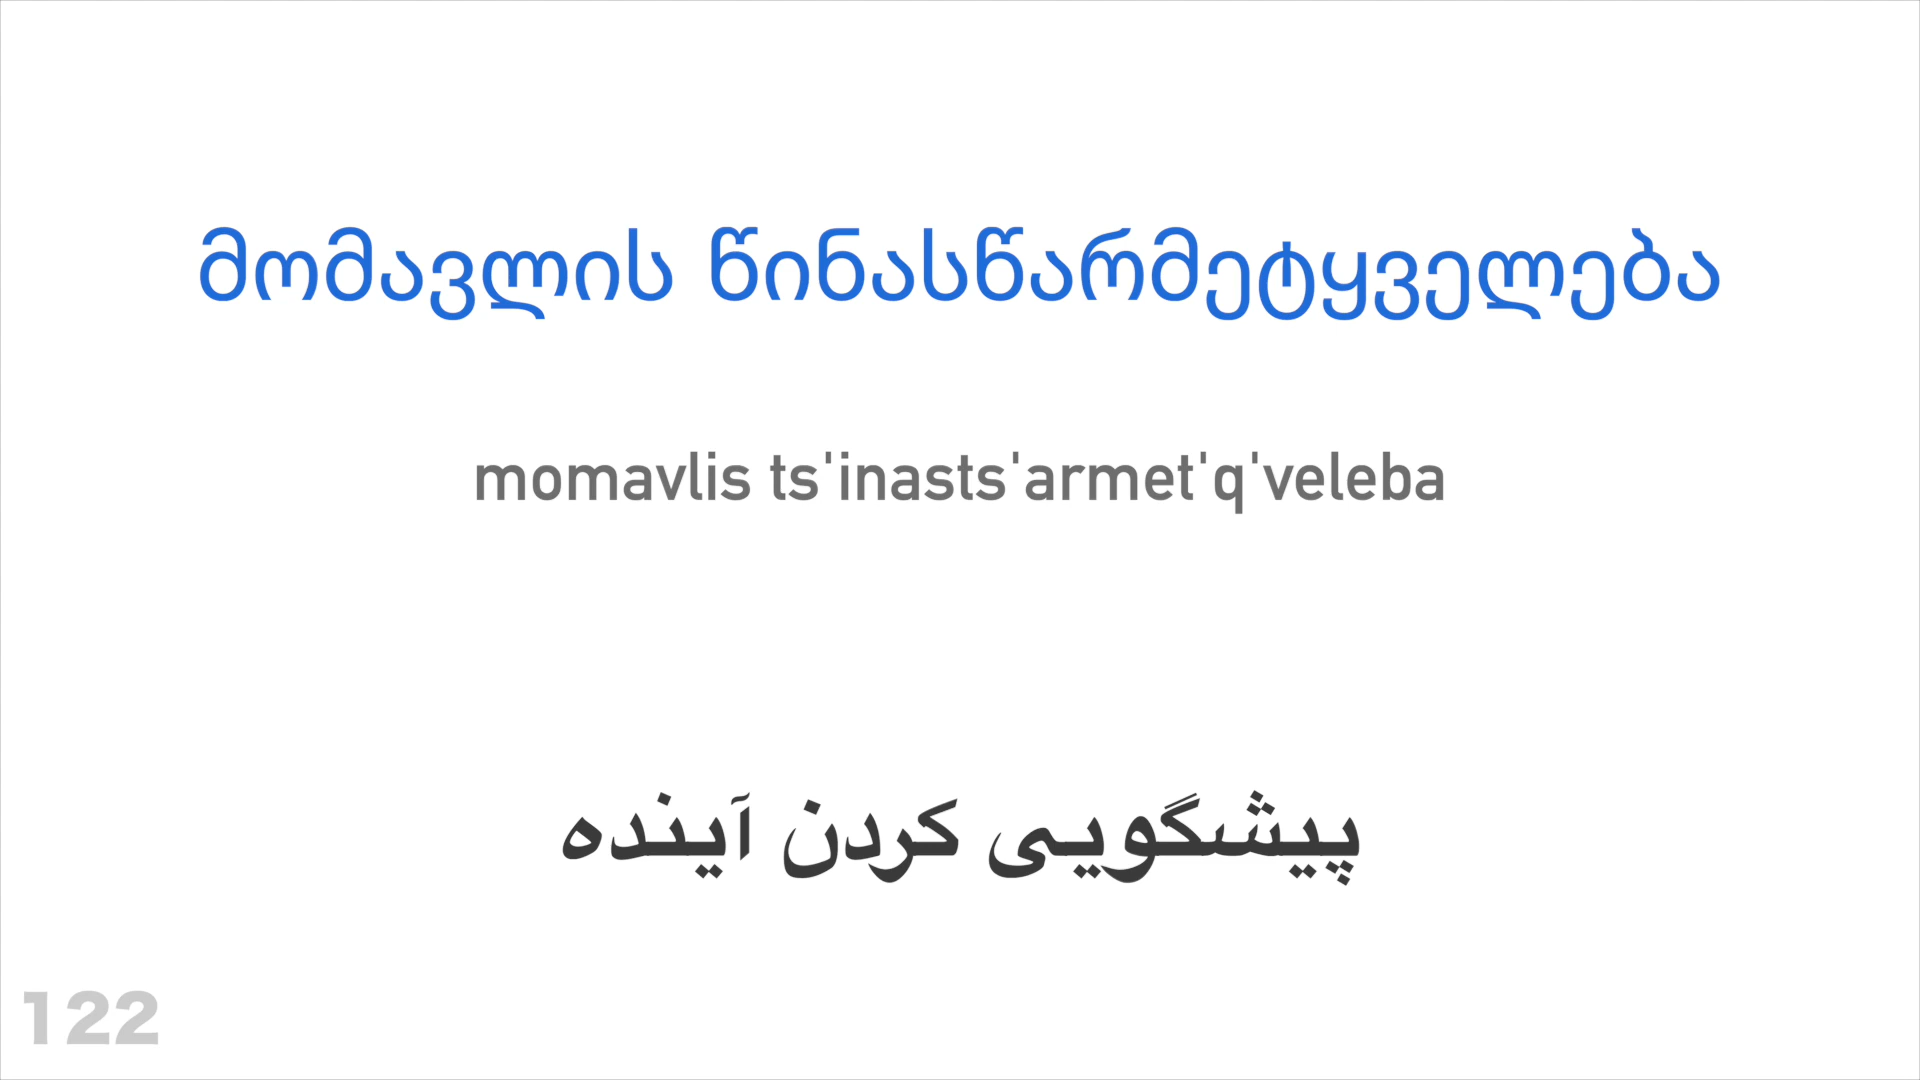 მომავლის წინასწარმეტყველება
momavlis ts'inasts'armet'q'veleba
پیشگویی کردن آینده
122